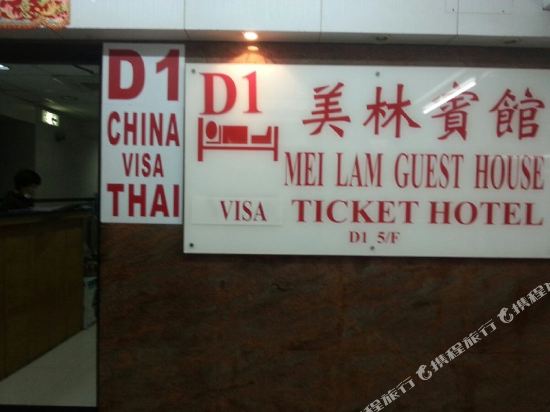 D1
CHINA
VISA
THAI
D1
美林賓館
MEI LAM GUEST HOUSE
VISA TICKET HOTEL
D1 5/F
携程旅行
携程旅行